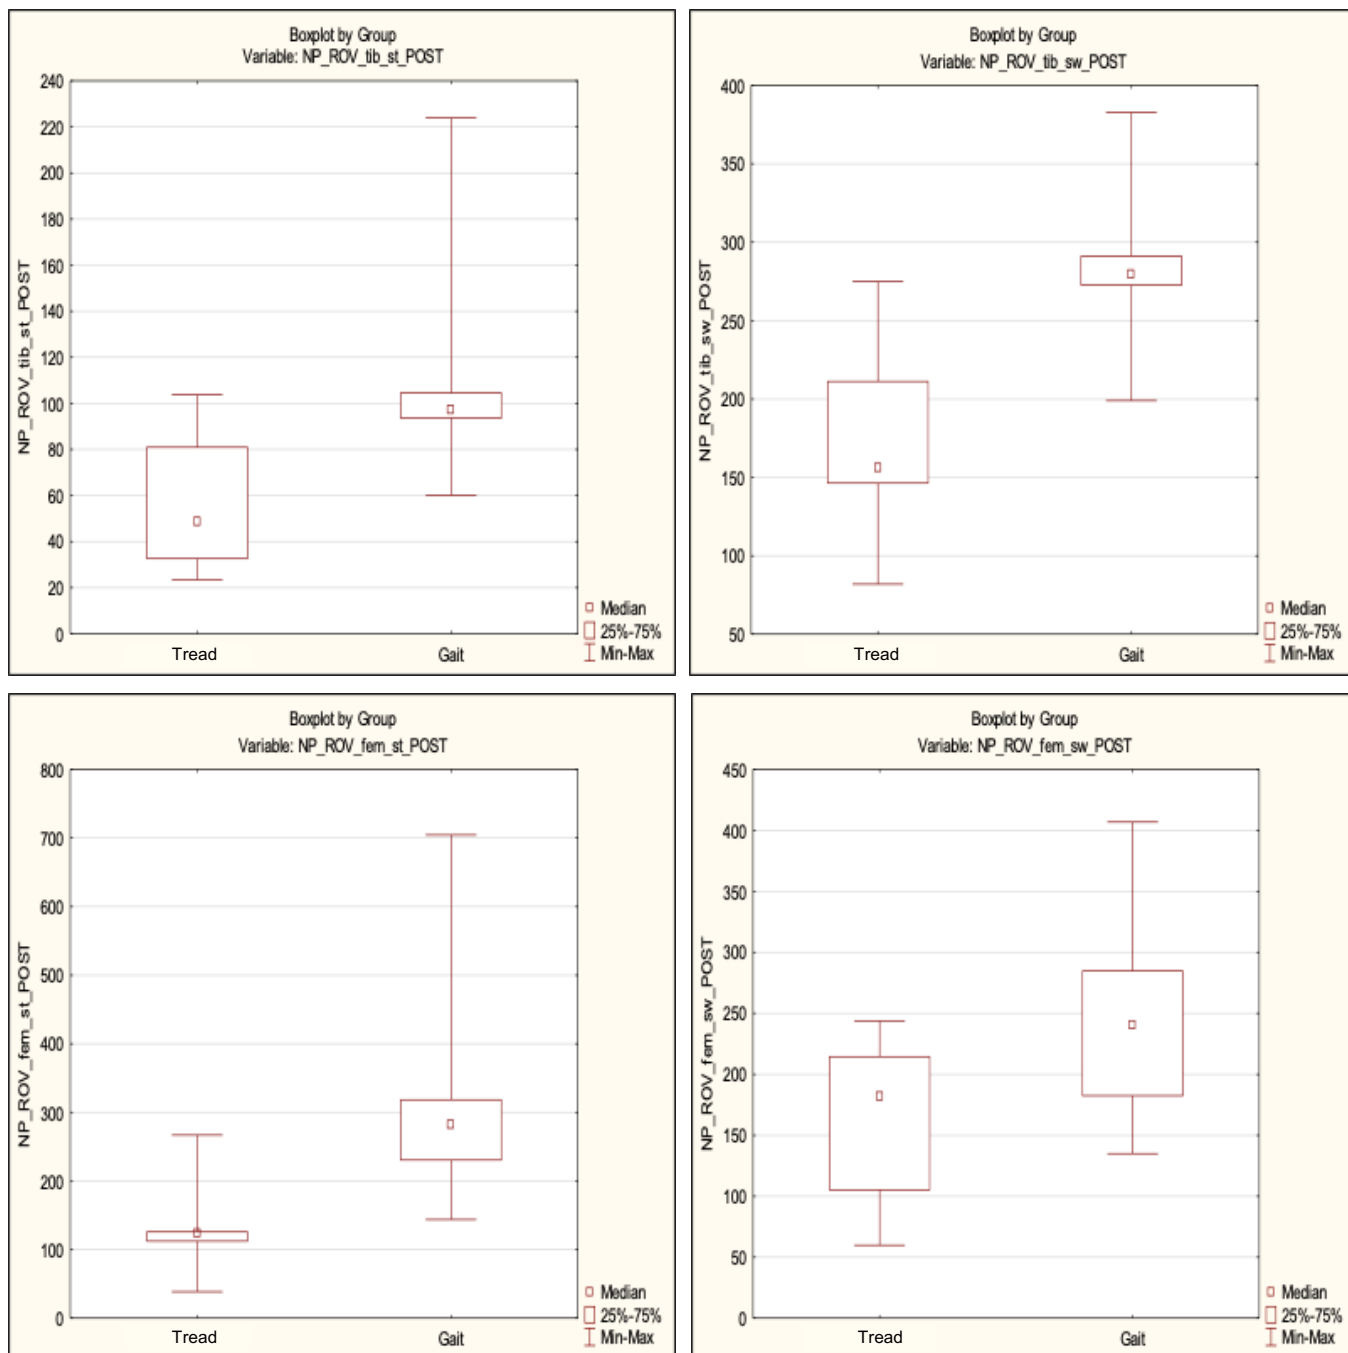 Boxplot by Group
Variable: NP_ROV_tib_st_POST
240
220
200
180
160
140
120
100
80
60
40
20
0
NP_ROV_tib_st_POST
Tread
Gait
Median
25%-75%
Min-Max
Boxplot by Group
Variable: NP_ROV_tib_sw_POST
400
350
300
250
200
150
100
50
NP_ROV_tib_sw_POST
Tread
Gait
Median
25%-75%
Min-Max
Boxplot by Group
Variable: NP_ROV_fem_st_POST
800
700
600
500
400
300
200
100
0
NP_ROV_fem_st_POST
Tread
Gait
Median
25%-75%
Min-Max
Boxplot by Group
Variable: NP_ROV_fem_sw_POST
450
400
350
300
250
200
150
100
50
0
NP_ROV_fem_sw_POST
Tread
Gait
Median
25%-75%
Min-Max